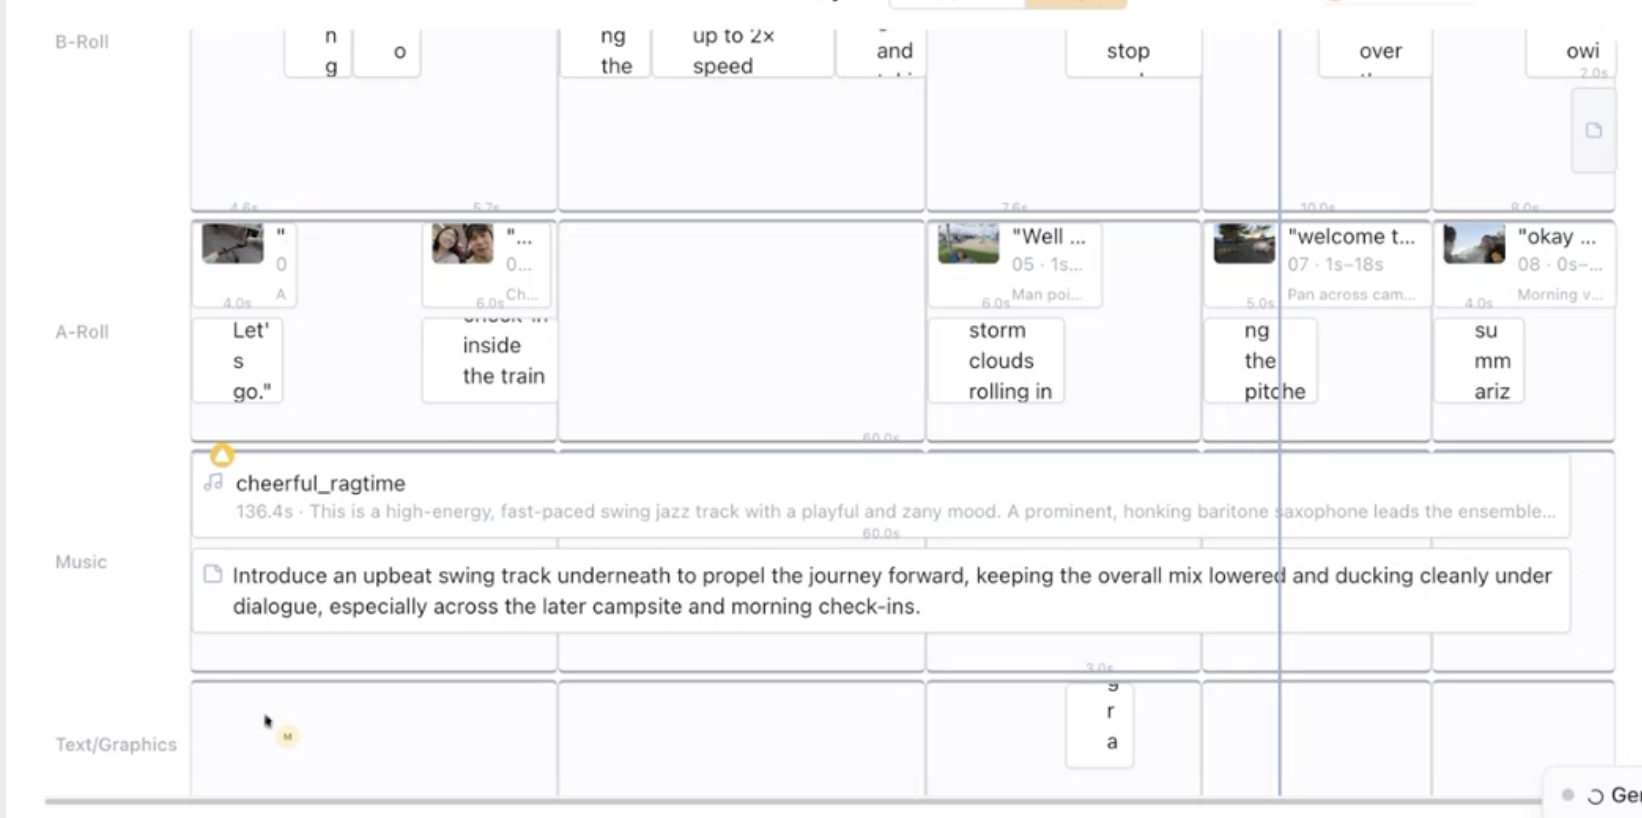 B-Roll
n
g
o
ng
the
up to 2×
speed
and
stop
over
owi
2.0s
4.6s
5.7s
7.6s
10.0s
8.0s
A-Roll
"
0
A
"...
0...
Ch...
"Well ...
05 · 1s...
Man poi...
"welcome t...
07 · 1s–18s
Pan across cam...
"okay ...
08 · 0s–...
Morning v...
4.0s
6.0s
6.0s
5.0s
4.0s
Let'
s
go."
check-in
inside
the train
storm
clouds
rolling in
ng
the
pitche
su
mm
ariz
60.0s
Music
cheerful_ragtime
136.4s · This is a high-energy, fast-paced swing jazz track with a playful and zany mood. A prominent, honking baritone saxophone leads the ensemble...
60.0s
Introduce an upbeat swing track underneath to propel the journey forward, keeping the overall mix lowered and ducking cleanly under
dialogue, especially across the later campsite and morning check-ins.
3.0s
Text/Graphics
M
g
r
a
Ger